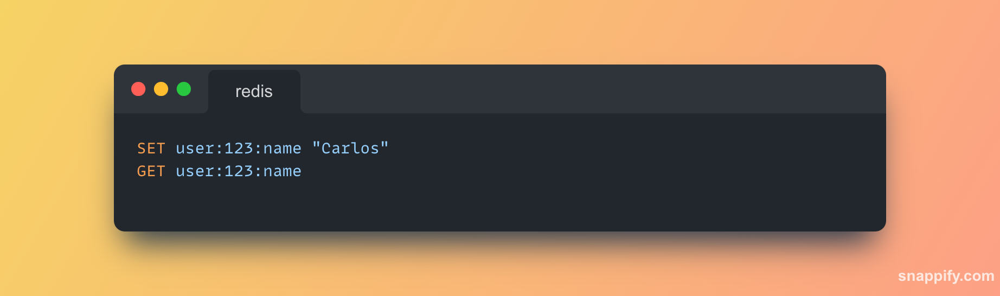 redis
SET user:123:name "Carlos"
GET user:123:name
snappify.com